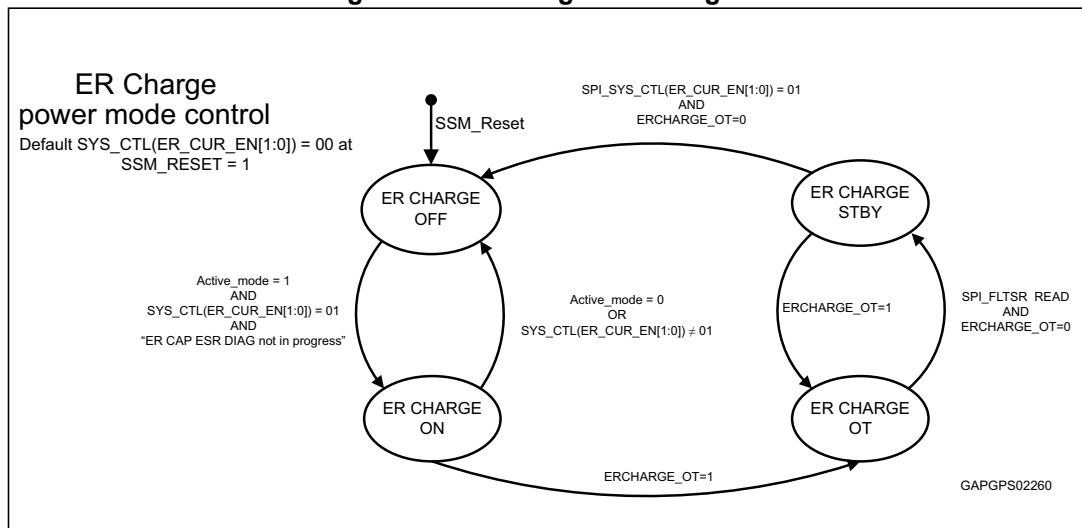 ER Charge
power mode control
Default SYS_CTL(ER_CUR_EN[1:0]) = 00 at
SSM_RESET = 1
SSM_Reset
SPI_SYS_CTL(ER_CUR_EN[1:0]) = 01
AND
ERCHARGE_OT=0
ER CHARGE
OFF
ER CHARGE
STBY
Active_mode = 1
AND
SYS_CTL(ER_CUR_EN[1:0]) = 01
AND
“ER CAP ESR DIAG not in progress”
Active_mode = 0
OR
SYS_CTL(ER_CUR_EN[1:0]) ≠ 01
ERCHARGE_OT=1
SPI_FLTSR READ
AND
ERCHARGE_OT=0
ER CHARGE
ON
ER CHARGE
OT
ERCHARGE_OT=1
GAPGPS02260